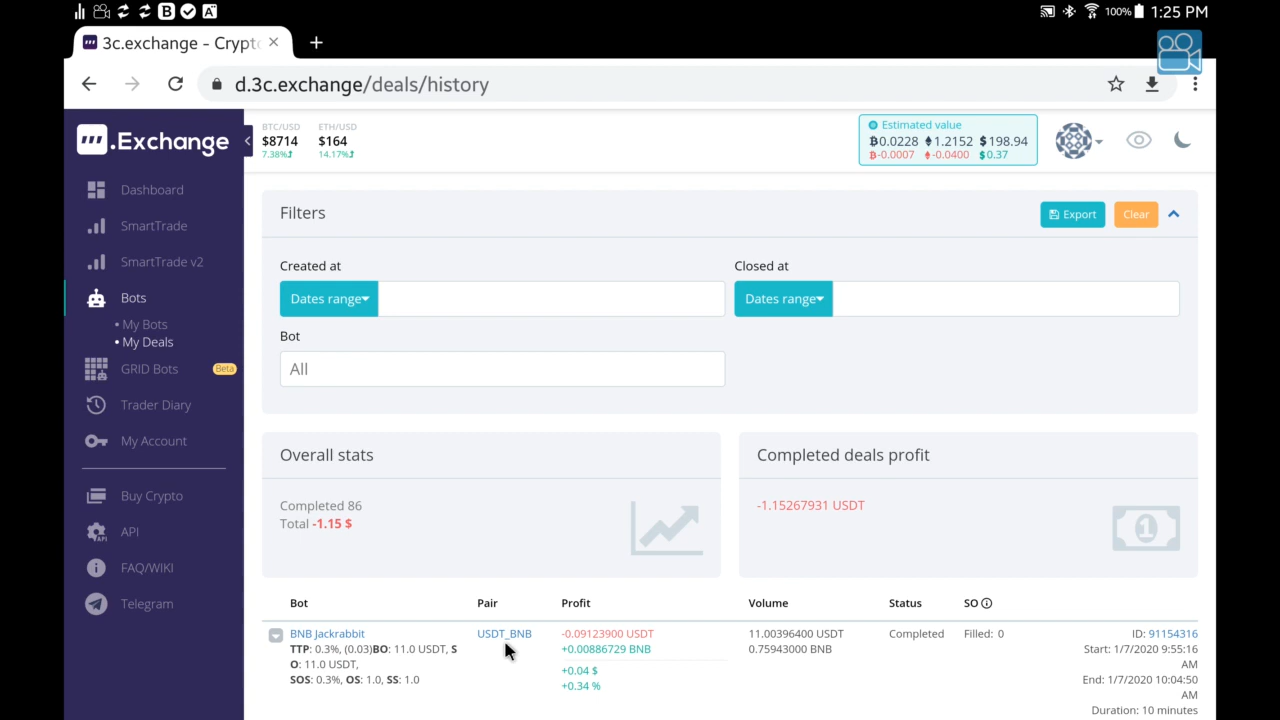 1:25 PM
100%
3c.exchange - Crypto
d.3c.exchange/deals/history
.Exchange
BTC/USD
$8714
7.38%
ETH/USD
$164
14.17%
Estimated value
0.0228 1.2152 $ 198.94
-0.0007 -0.0400 $ 0.37
Dashboard
SmartTrade
SmartTrade v2
Bots
• My Bots
• My Deals
GRID Bots Beta
Trader Diary
My Account
Buy Crypto
API
FAQ/WIKI
Telegram
Filters
Export
Clear
Created at
Dates range
Closed at
Dates range
Bot
All
Overall stats
Completed 86
Total -1.15 $
Completed deals profit
-1.15267931 USDT
Bot Pair Profit Volume Status SO
BNB Jackrabbit
TTP: 0.3%, (0.03)BO: 11.0 USDT, S
O: 11.0 USDT,
SOS: 0.3%, OS: 1.0, SS: 1.0
USDT_BNB
-0.09123900 USDT
+0.00886729 BNB
+0.04 $
+0.34 %
11.00396400 USDT
0.75943000 BNB
Completed
Filled: 0
ID: 91154316
Start: 1/7/2020 9:55:16
AM
End: 1/7/2020 10:04:50
AM
Duration: 10 minutes